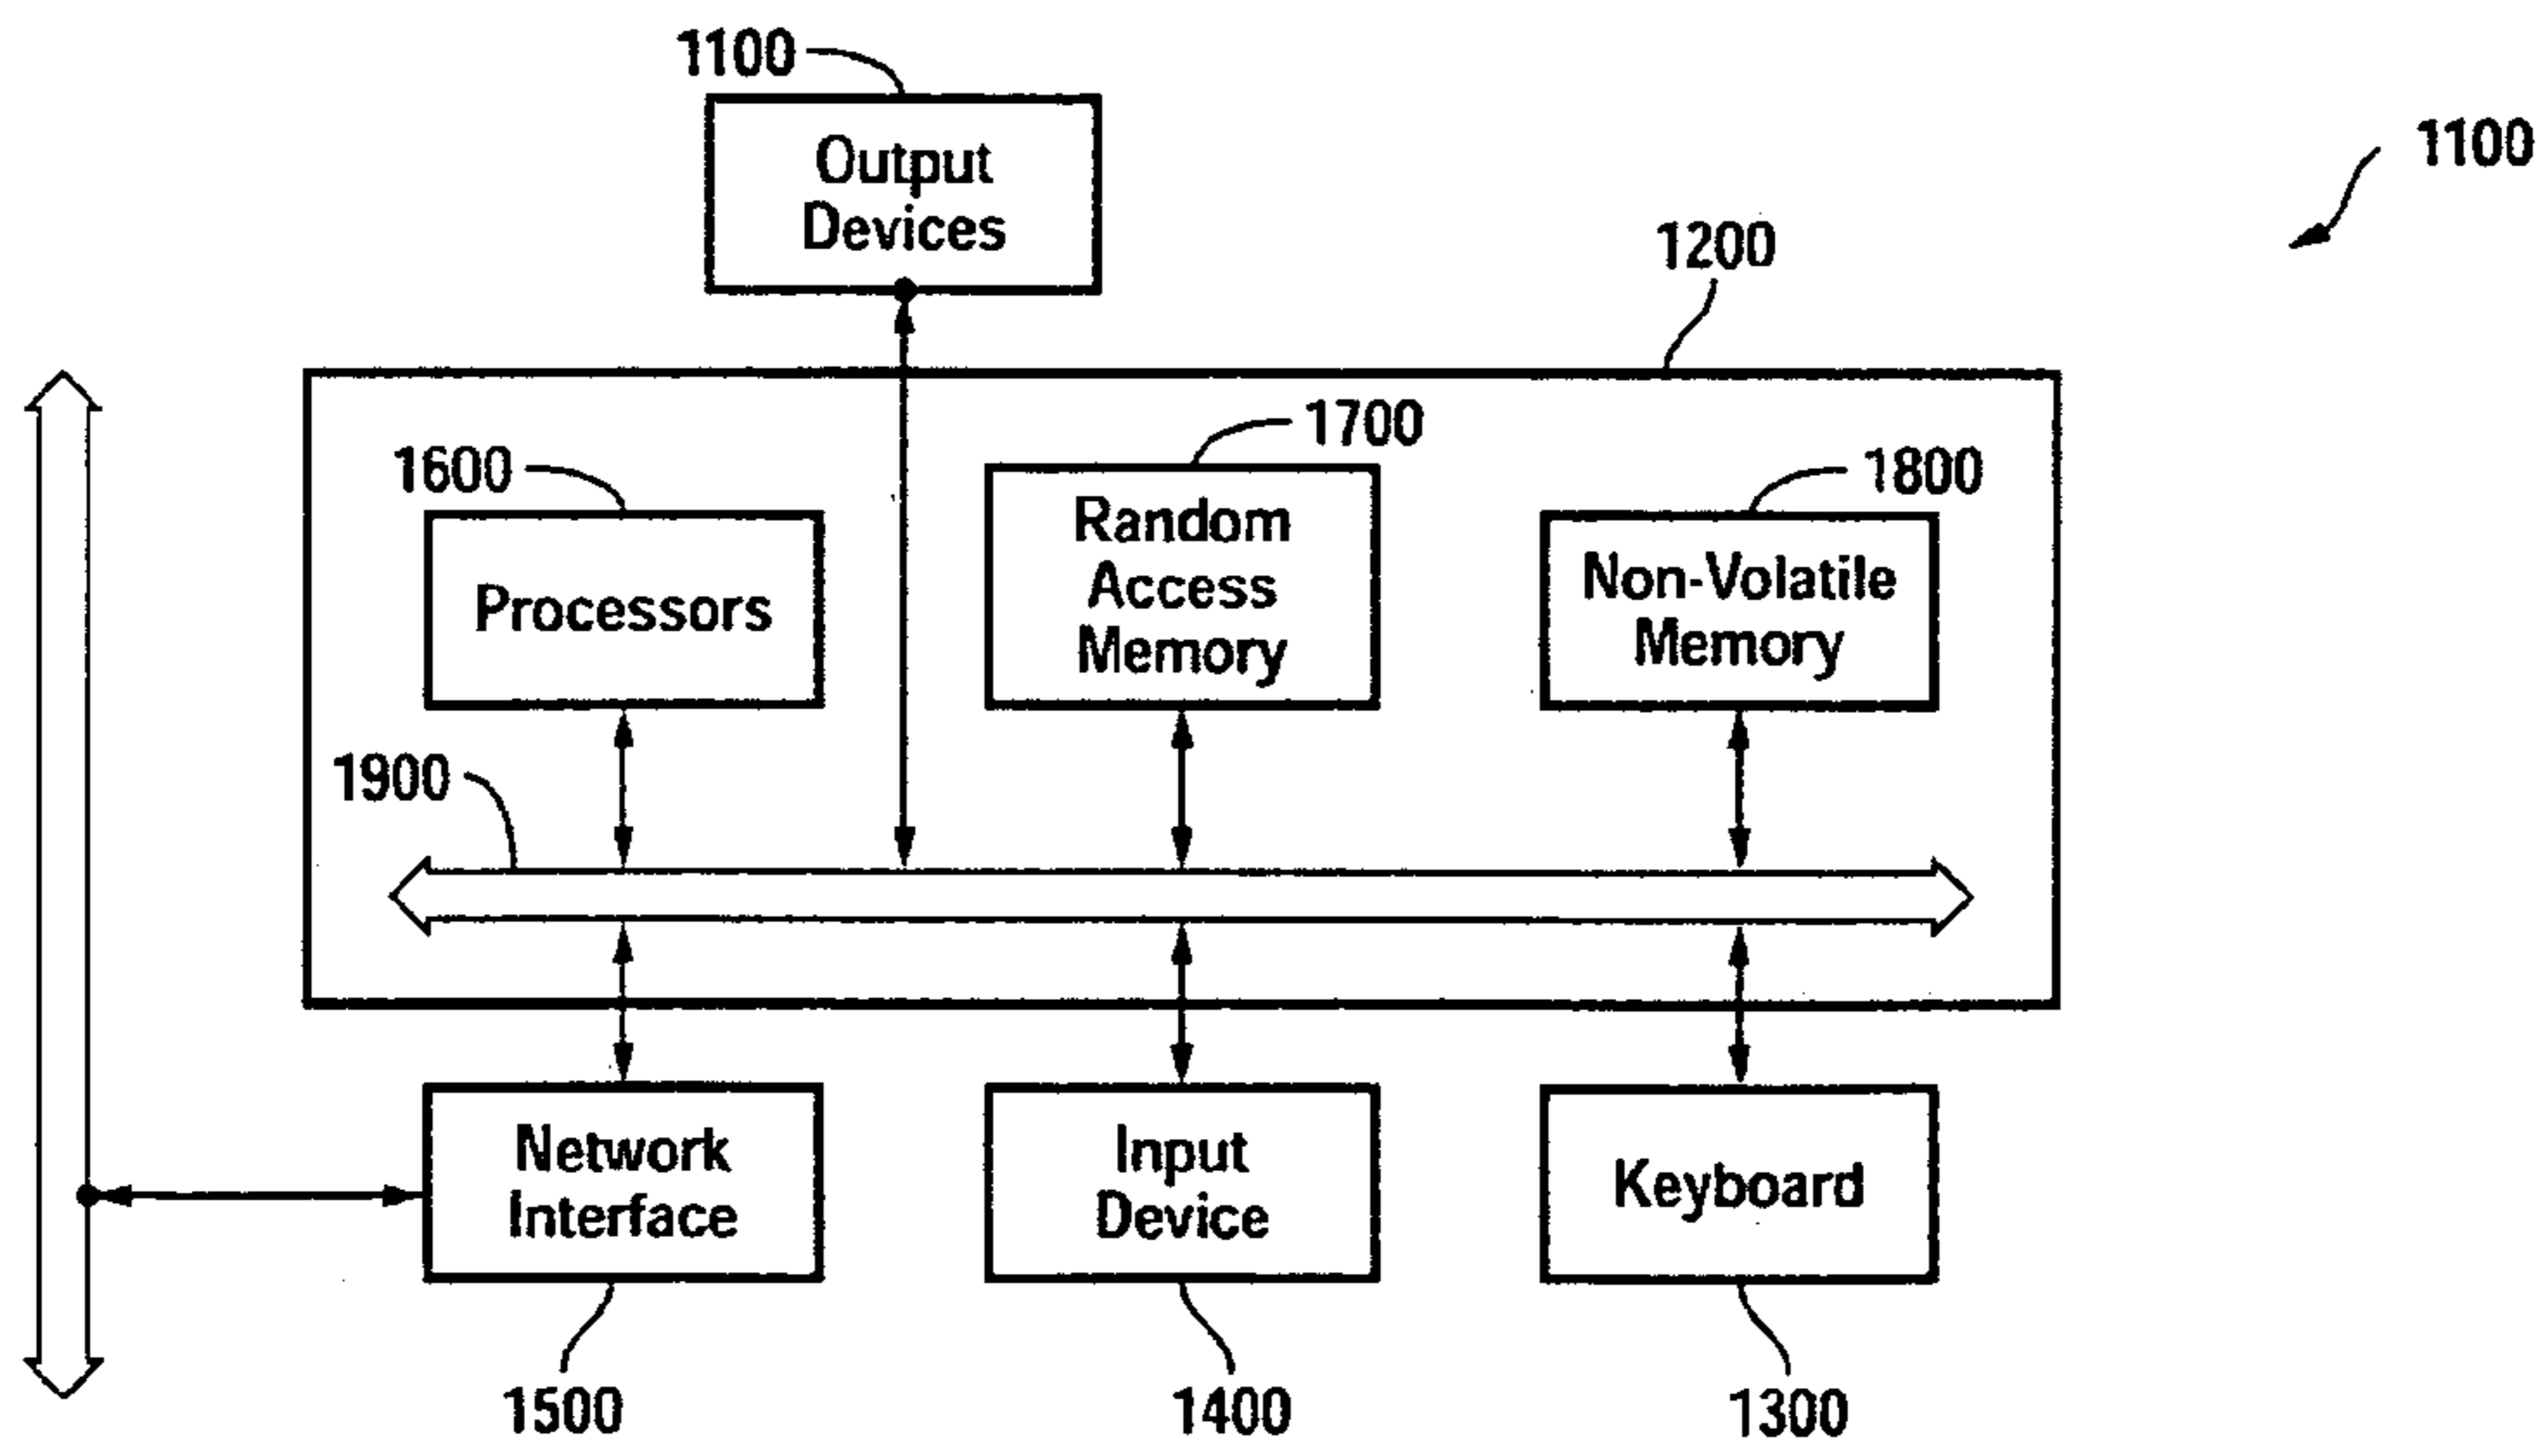 1100
Output
Devices
1100
1200
1700
1600
1800
Random
Access
Memory
Non-Volatile
Memory
Processors
1900
Network
Interface
Input
Device
Keyboard
1500
1400
1300